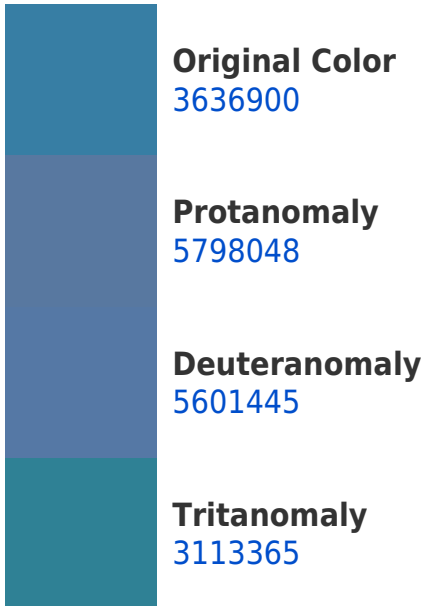 Original Color
3636900
Protanomaly
5798048
Deuteranomaly
5601445
Tritanomaly
3113365